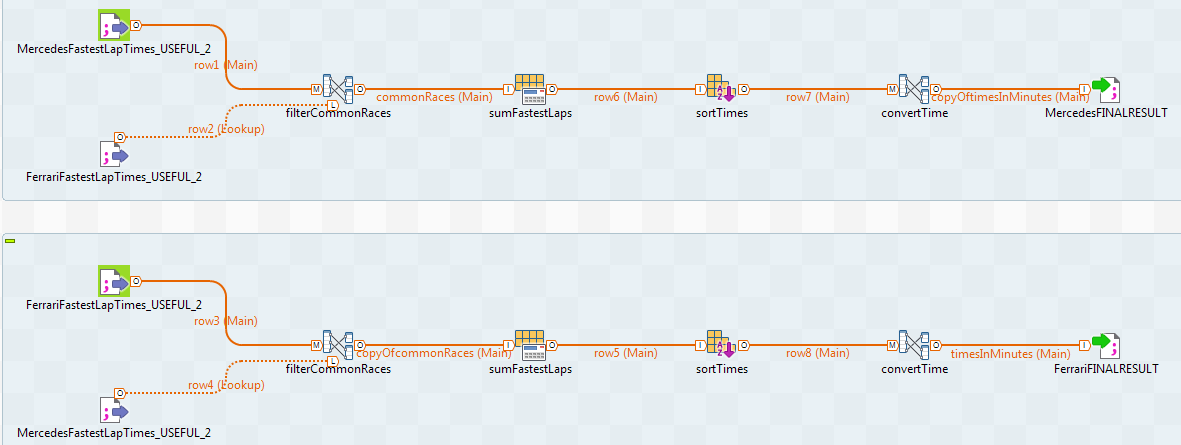 MercedesFastestLapTimes_USEFUL_2
row1 (Main)
row2 (Lookup)
FerrariFastestLapTimes_USEFUL_2
filterCommonRaces
commonRaces (Main)
sumFastestLaps
row6 (Main)
sortTimes
row7 (Main)
convertTime
copyOftimesInMinutes (Main)
MercedesFINALRESULT
FerrariFastestLapTimes_USEFUL_2
row3 (Main)
row4 (Lookup)
MercedesFastestLapTimes_USEFUL_2
filterCommonRaces
copyOfcommonRaces (Main)
sumFastestLaps
row5 (Main)
sortTimes
row8 (Main)
convertTime
timesInMinutes (Main)
FerrariFINALRESULT